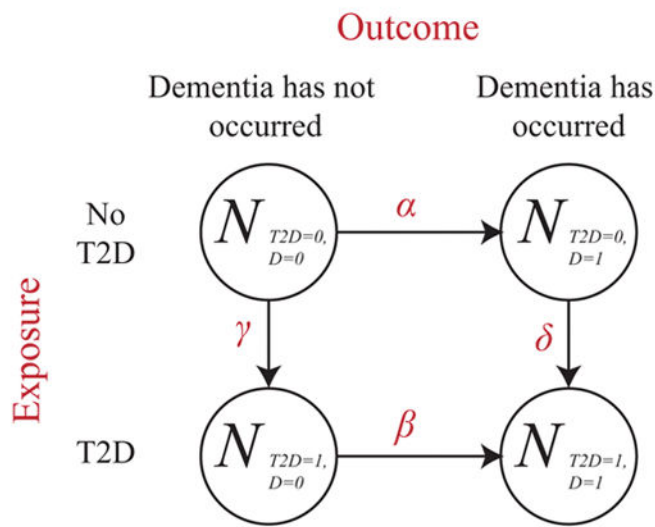 Outcome
Dementia has not
occurred
Dementia has
occurred
No
T2D
N T2D=0,
D=0
α
N T2D=0,
D=1
Exposure
γ
δ
T2D
N T2D=1,
D=0
β
N T2D=1,
D=1